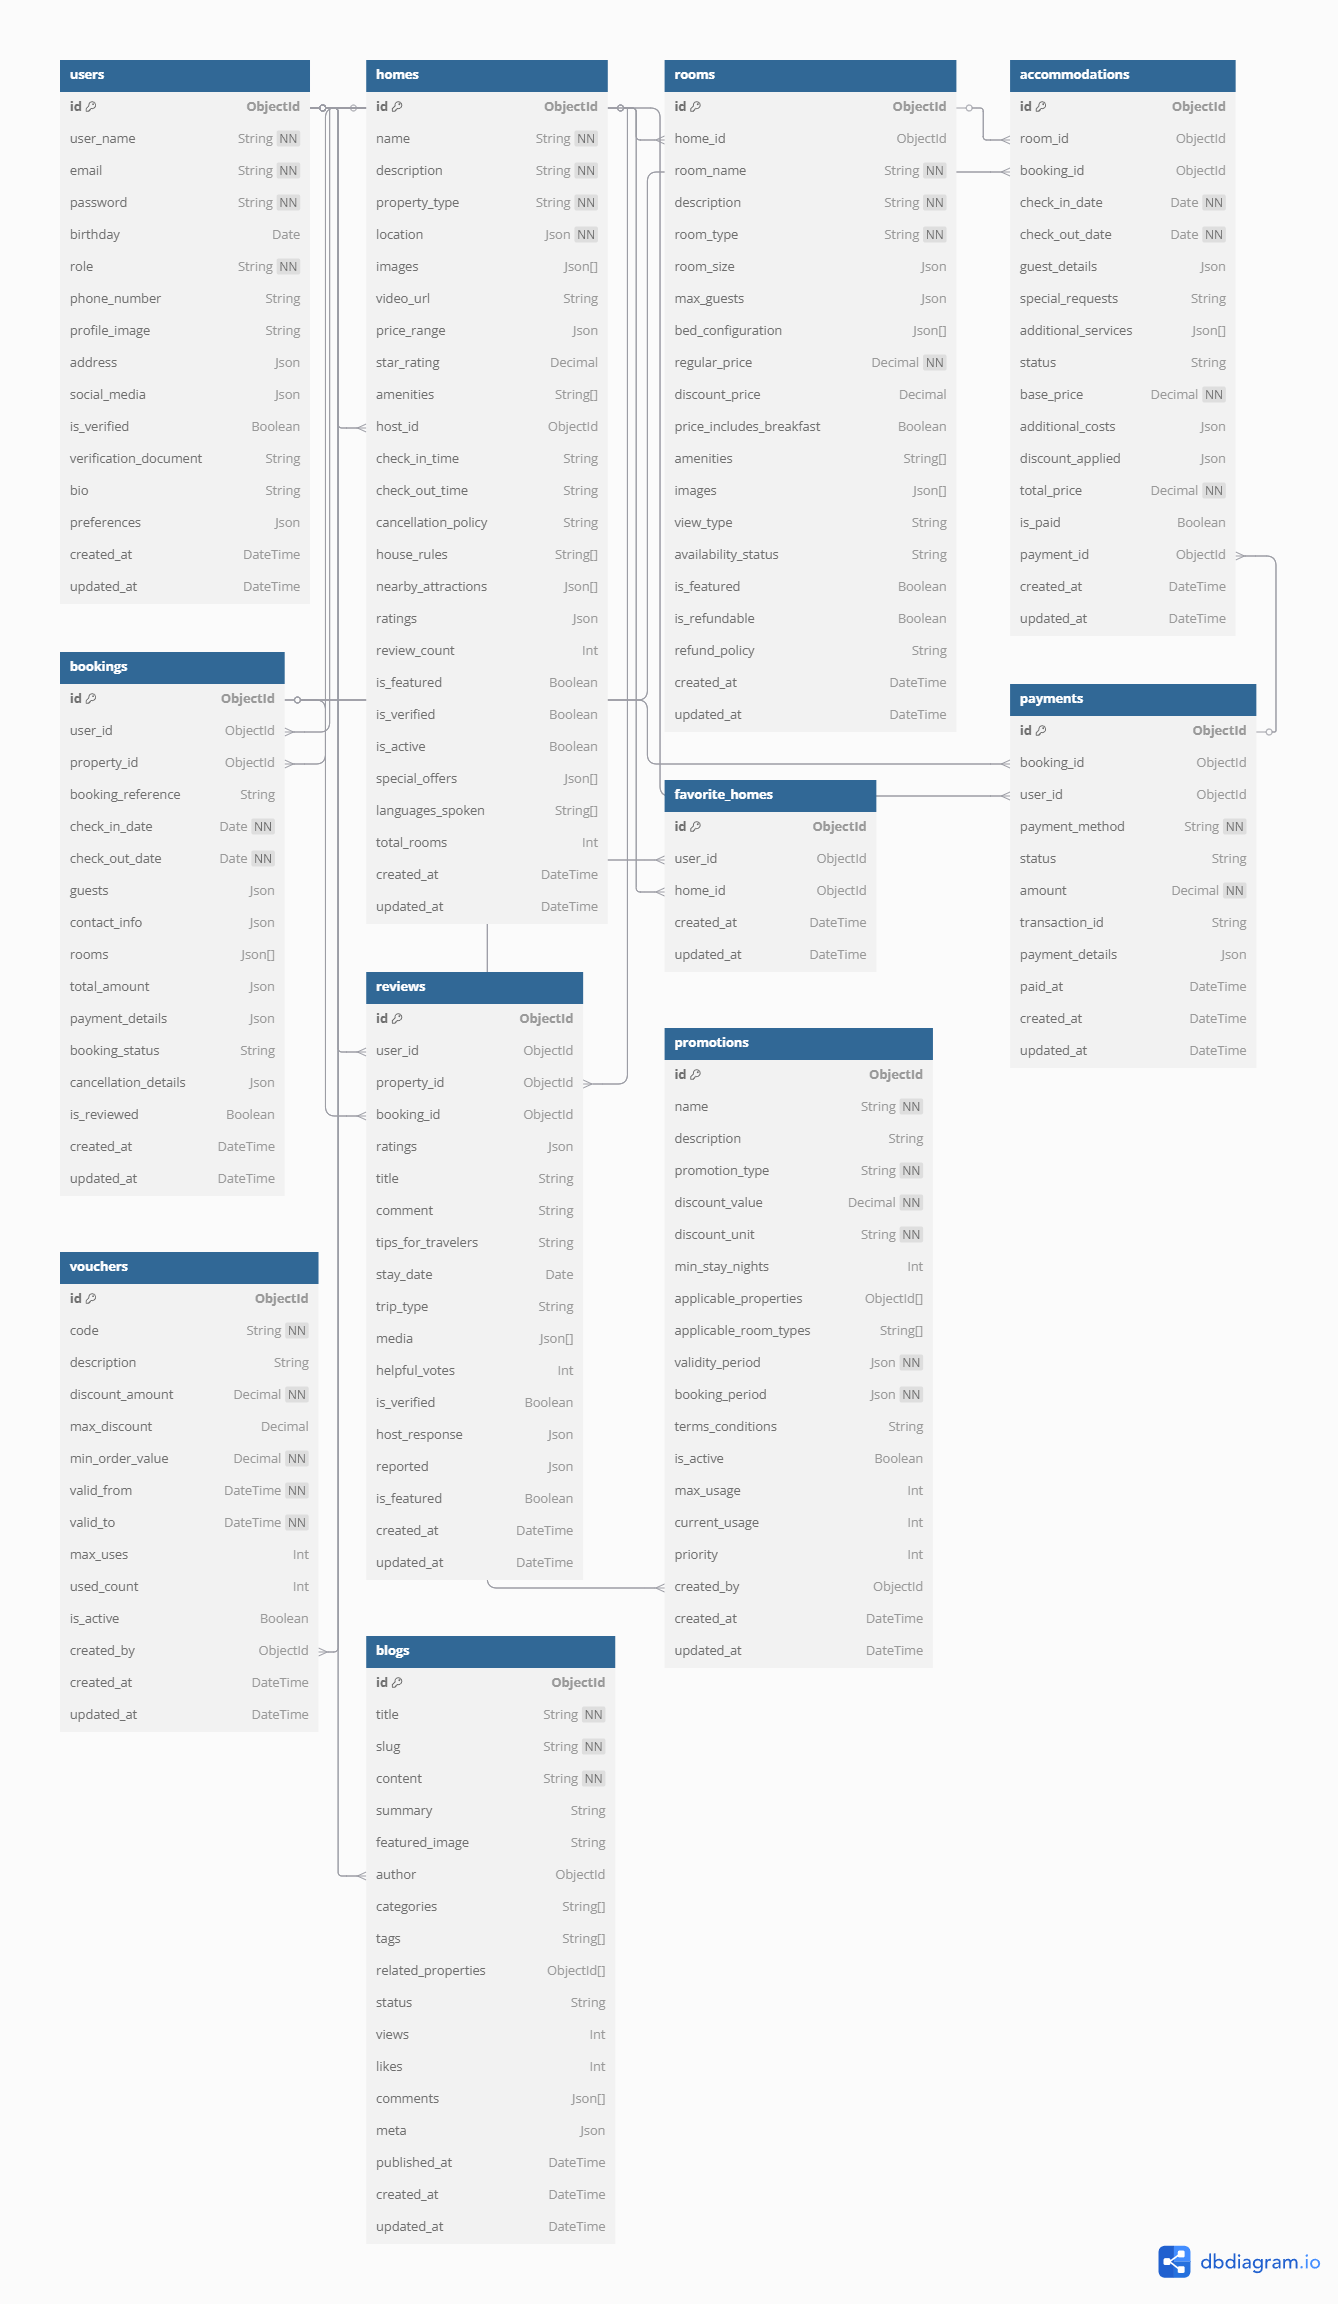 users
id ObjectId
user_name String NN
email String NN
password String NN
birthday Date
role String NN
phone_number String
profile_image String
address Json
social_media Json
is_verified Boolean
verification_document String
bio String
preferences Json
created_at DateTime
updated_at DateTime
homes
id ObjectId
name String NN
description String NN
property_type String NN
location Json NN
images Json[]
video_url String
price_range Json
star_rating Decimal
amenities String[]
host_id ObjectId
check_in_time String
check_out_time String
cancellation_policy String
house_rules String[]
nearby_attractions Json[]
ratings Json
review_count Int
is_featured Boolean
is_verified Boolean
is_active Boolean
special_offers Json[]
languages_spoken String[]
total_rooms Int
created_at DateTime
updated_at DateTime
rooms
id ObjectId
home_id ObjectId
room_name String NN
description String NN
room_type String NN
room_size Json
max_guests Json
bed_configuration Json[]
regular_price Decimal NN
discount_price Decimal
price_includes_breakfast Boolean
amenities String[]
images Json[]
view_type String
availability_status String
is_featured Boolean
is_refundable Boolean
refund_policy String
created_at DateTime
updated_at DateTime
accommodations
id ObjectId
room_id ObjectId
booking_id ObjectId
check_in_date Date NN
check_out_date Date NN
guest_details Json
special_requests String
additional_services Json[]
status String
base_price Decimal NN
additional_costs Json
discount_applied Json
total_price Decimal NN
is_paid Boolean
payment_id ObjectId
created_at DateTime
updated_at DateTime
bookings
id ObjectId
user_id ObjectId
property_id ObjectId
booking_reference String
check_in_date Date NN
check_out_date Date NN
guests Json
contact_info Json
rooms Json[]
total_amount Json
payment_details Json
booking_status String
cancellation_details Json
is_reviewed Boolean
created_at DateTime
updated_at DateTime
payments
id ObjectId
booking_id ObjectId
user_id ObjectId
payment_method String NN
status String
amount Decimal NN
transaction_id String
payment_details Json
paid_at DateTime
created_at DateTime
updated_at DateTime
favorite_homes
id ObjectId
user_id ObjectId
home_id ObjectId
created_at DateTime
updated_at DateTime
reviews
id ObjectId
user_id ObjectId
property_id ObjectId
booking_id ObjectId
ratings Json
title String
comment String
tips_for_travelers String
stay_date Date
trip_type String
media Json[]
helpful_votes Int
is_verified Boolean
host_response Json
reported Json
is_featured Boolean
created_at DateTime
updated_at DateTime
promotions
id ObjectId
name String NN
description String
promotion_type String NN
discount_value Decimal NN
discount_unit String NN
min_stay_nights Int
applicable_properties ObjectId[]
applicable_room_types String[]
validity_period Json NN
booking_period Json NN
terms_conditions String
is_active Boolean
max_usage Int
current_usage Int
priority Int
created_by ObjectId
created_at DateTime
updated_at DateTime
vouchers
id ObjectId
code String NN
description String
discount_amount Decimal NN
max_discount Decimal
min_order_value Decimal NN
valid_from DateTime NN
valid_to DateTime NN
max_uses Int
used_count Int
is_active Boolean
created_by ObjectId
created_at DateTime
updated_at DateTime
blogs
id ObjectId
title String NN
slug String NN
content String NN
summary String
featured_image String
author ObjectId
categories String[]
tags String[]
related_properties ObjectId[]
status String
views Int
likes Int
comments Json[]
meta Json
published_at DateTime
created_at DateTime
updated_at DateTime
dbdiagram.io